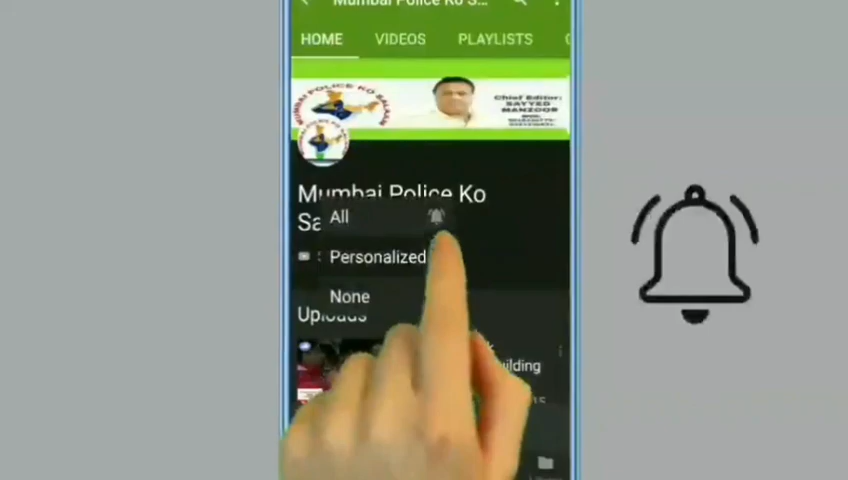 Mumbai Police Ko S...
HOME VIDEOS PLAYLISTS
MUMBAI POLICE KO SALAAM
Chief Editor:
SAYYED
MANZOOR
Mumbai Police Ko
Sa
All
Personalized
None
Uploads
ilding